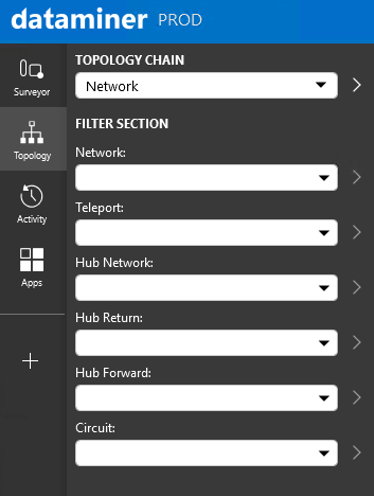 dataminer PROD
Surveyor
Topology
Activity
Apps
TOPOLOGY CHAIN
Network
FILTER SECTION
Network:
Teleport:
Hub Network:
Hub Return:
Hub Forward:
Circuit: